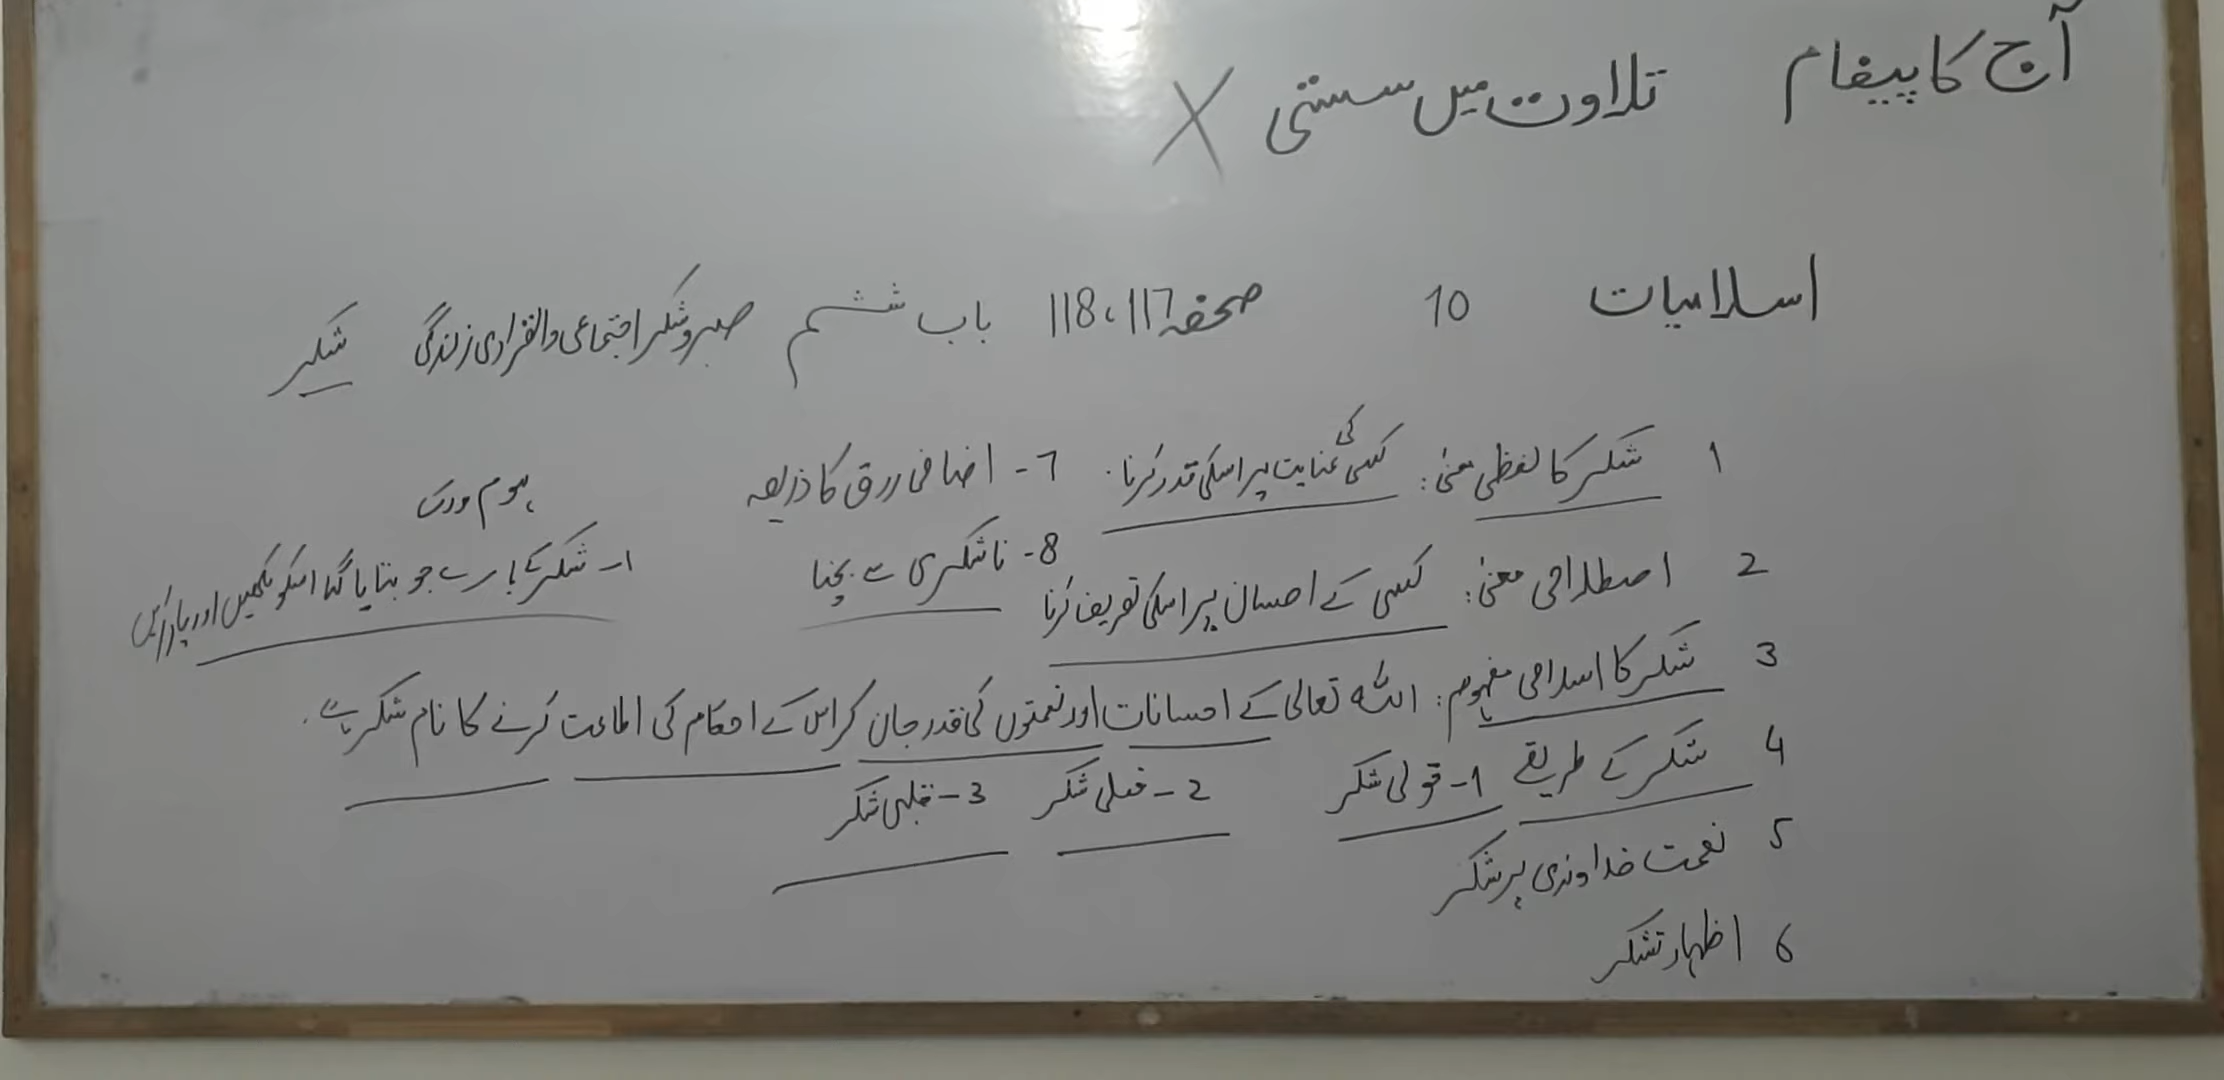 آج کا پیغام تلاوت میں سستی X
اسلامیات 10 صحفہ 117، 118 باب ششم صبر و شکر اجتماعی و انفرادی زندگی شکر
1 شکر کا لفظی معنیٰ: کسی کی عنایت پر اسکی قدر کرنا۔
2 اصطلاحی معنیٰ: کسی کے احسان پر اسکی تعریف کرنا
3 شکر کا اسلامی مفہوم: اللہ تعالیٰ کے احسانات اور نعمتوں کی قدر جان کر اس کے احکام کی اطاعت کرنے کا نام شکر ہے۔
4 شکر کے طریقے 1- قولی شکر 2- فعلی شکر 3- قلبی شکر
5 نعمت خداوندی پر شکر
6 اظہار تشکر
7- اضافی رزق کا ذریعہ
8- ناشکری سے بچنا
ہوم ورک
1- شکر کے بارے جو بتایا گیا اسکو لکھیں اور یاد کریں